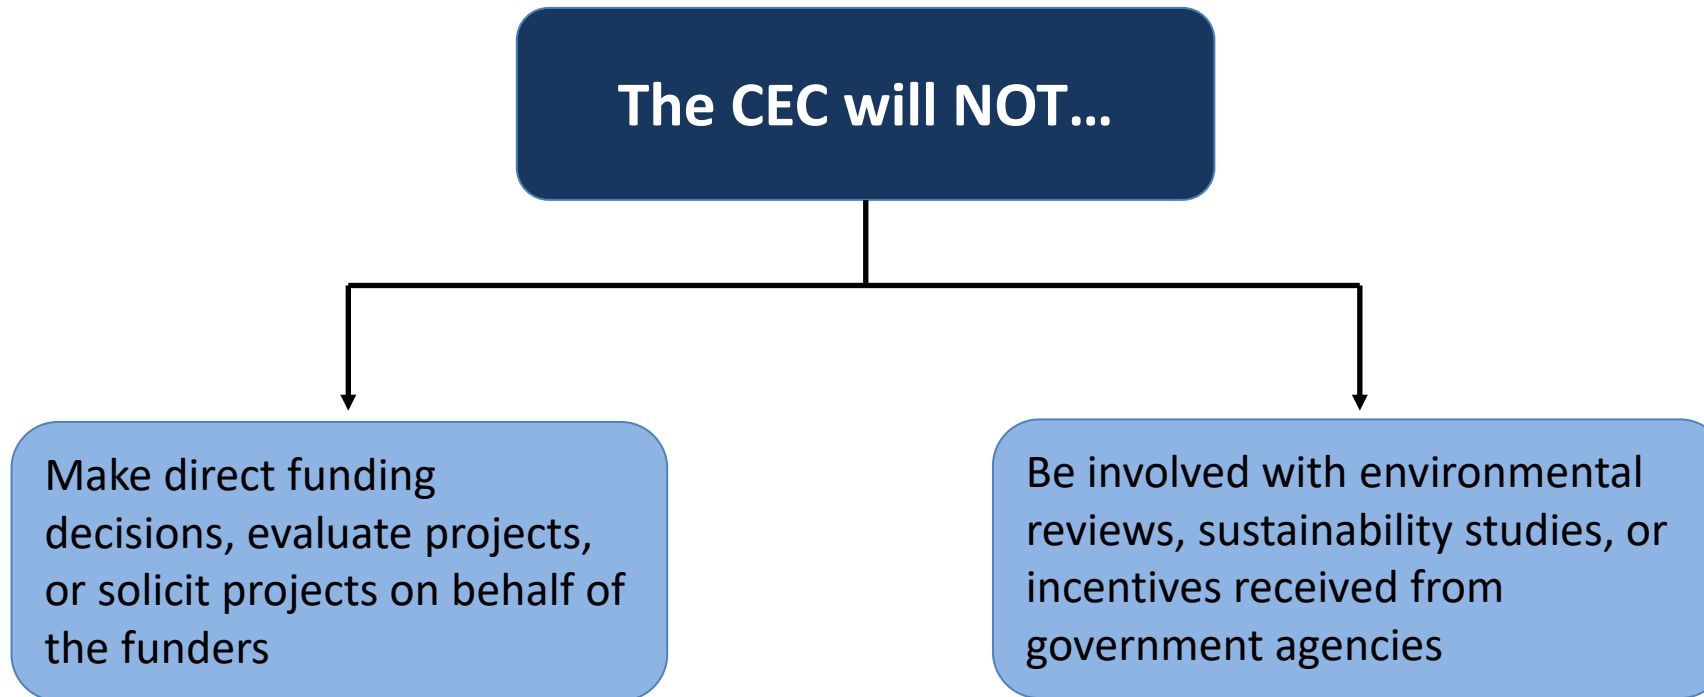 The CEC will NOT...
Make direct funding
decisions, evaluate projects,
or solicit projects on behalf of
the funders
Be involved with environmental
reviews, sustainability studies, or
incentives received from
government agencies